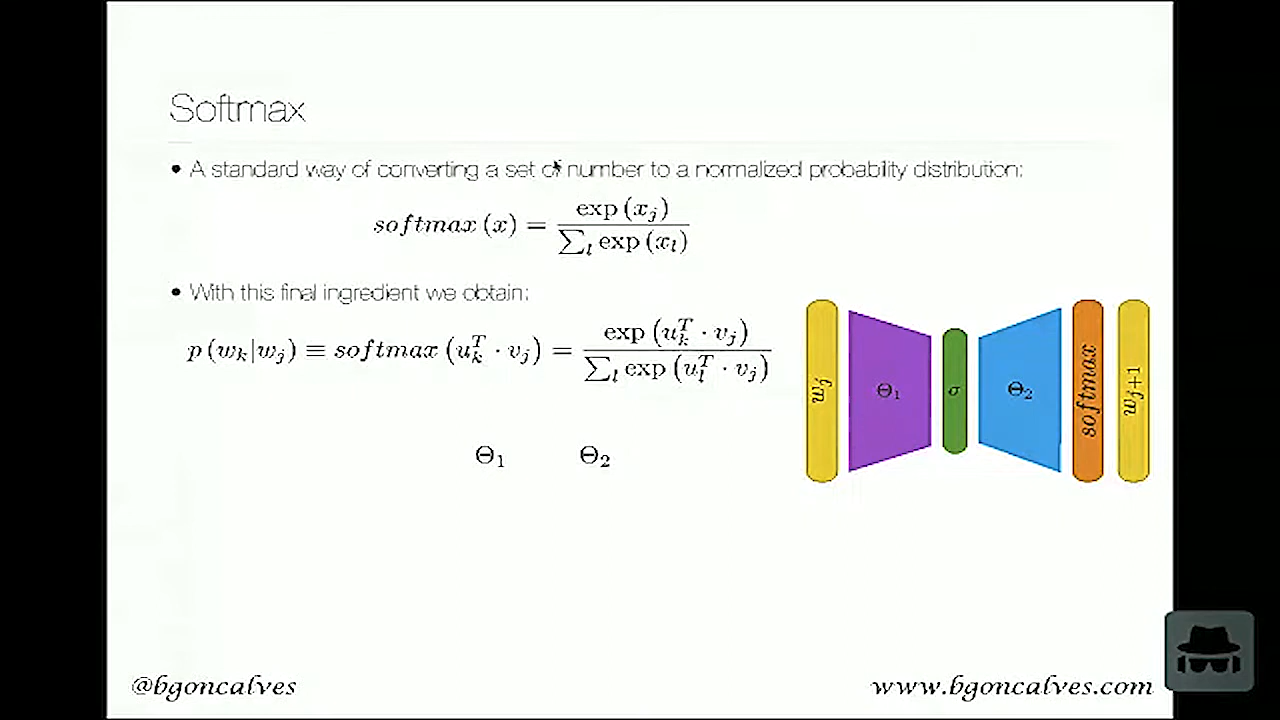 Softmax
• A standard way of converting a set of number to a normalized probability distribution:
softmax (x) = exp (x_j) / ∑_l exp (x_l)
• With this final ingredient we obtain:
p (w_k|w_j) ≡ softmax (u_k^T · v_j) = exp (u_k^T · v_j) / ∑_l exp (u_l^T · v_j)
w_j Θ_1 σ Θ_2 softmax w_{j+1}
Θ_1 Θ_2
@bgoncalves
www.bgoncalves.com